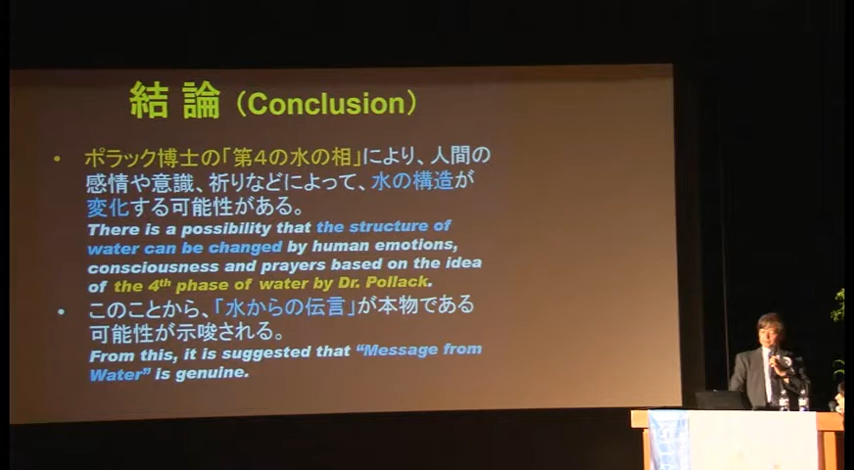 結 論 (Conclusion)
• ポラック博士の「第4の水の相」により、人間の
感情や意識、祈りなどによって、水の構造が
変化する可能性がある。
There is a possibility that the structure of
water can be changed by human emotions,
consciousness and prayers based on the idea
of the 4th phase of water by Dr. Pollack.
• このことから、「水からの伝言」が本物である
可能性が示唆される。
From this, it is suggested that “Message from
Water” is genuine.